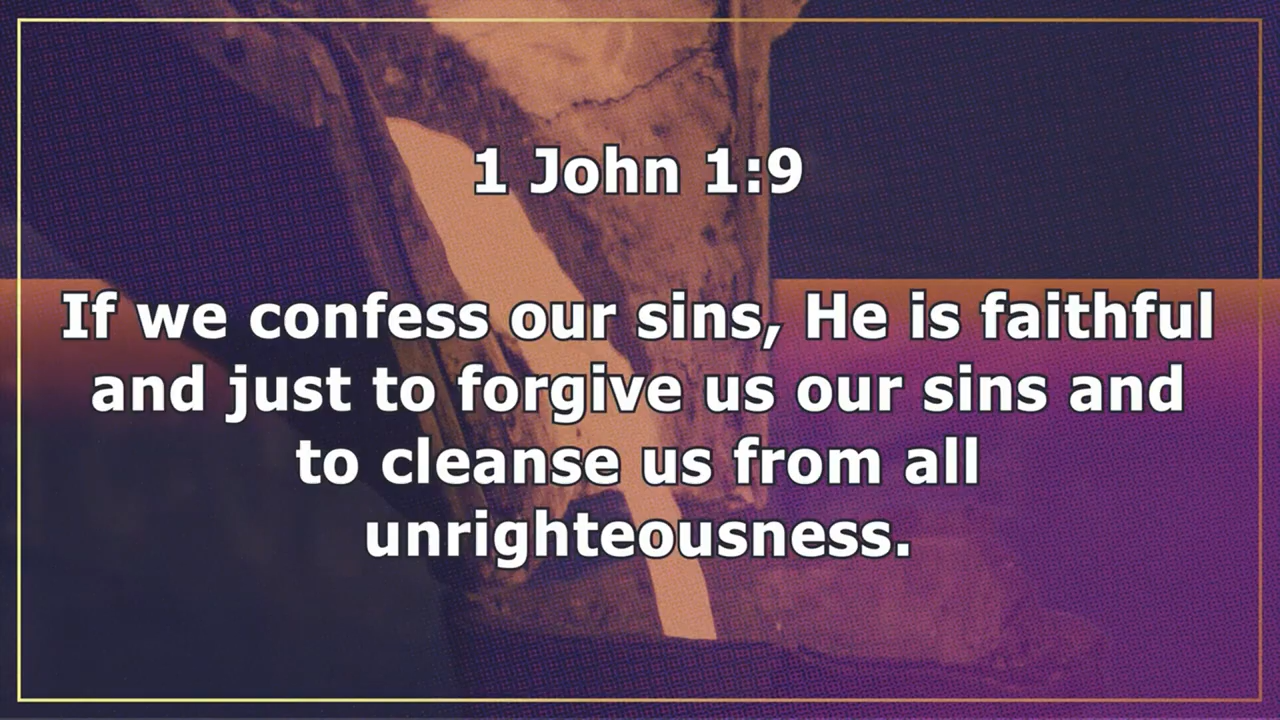 1 John 1:9
If we confess our sins, He is faithful
and just to forgive us our sins and
to cleanse us from all
unrighteousness.